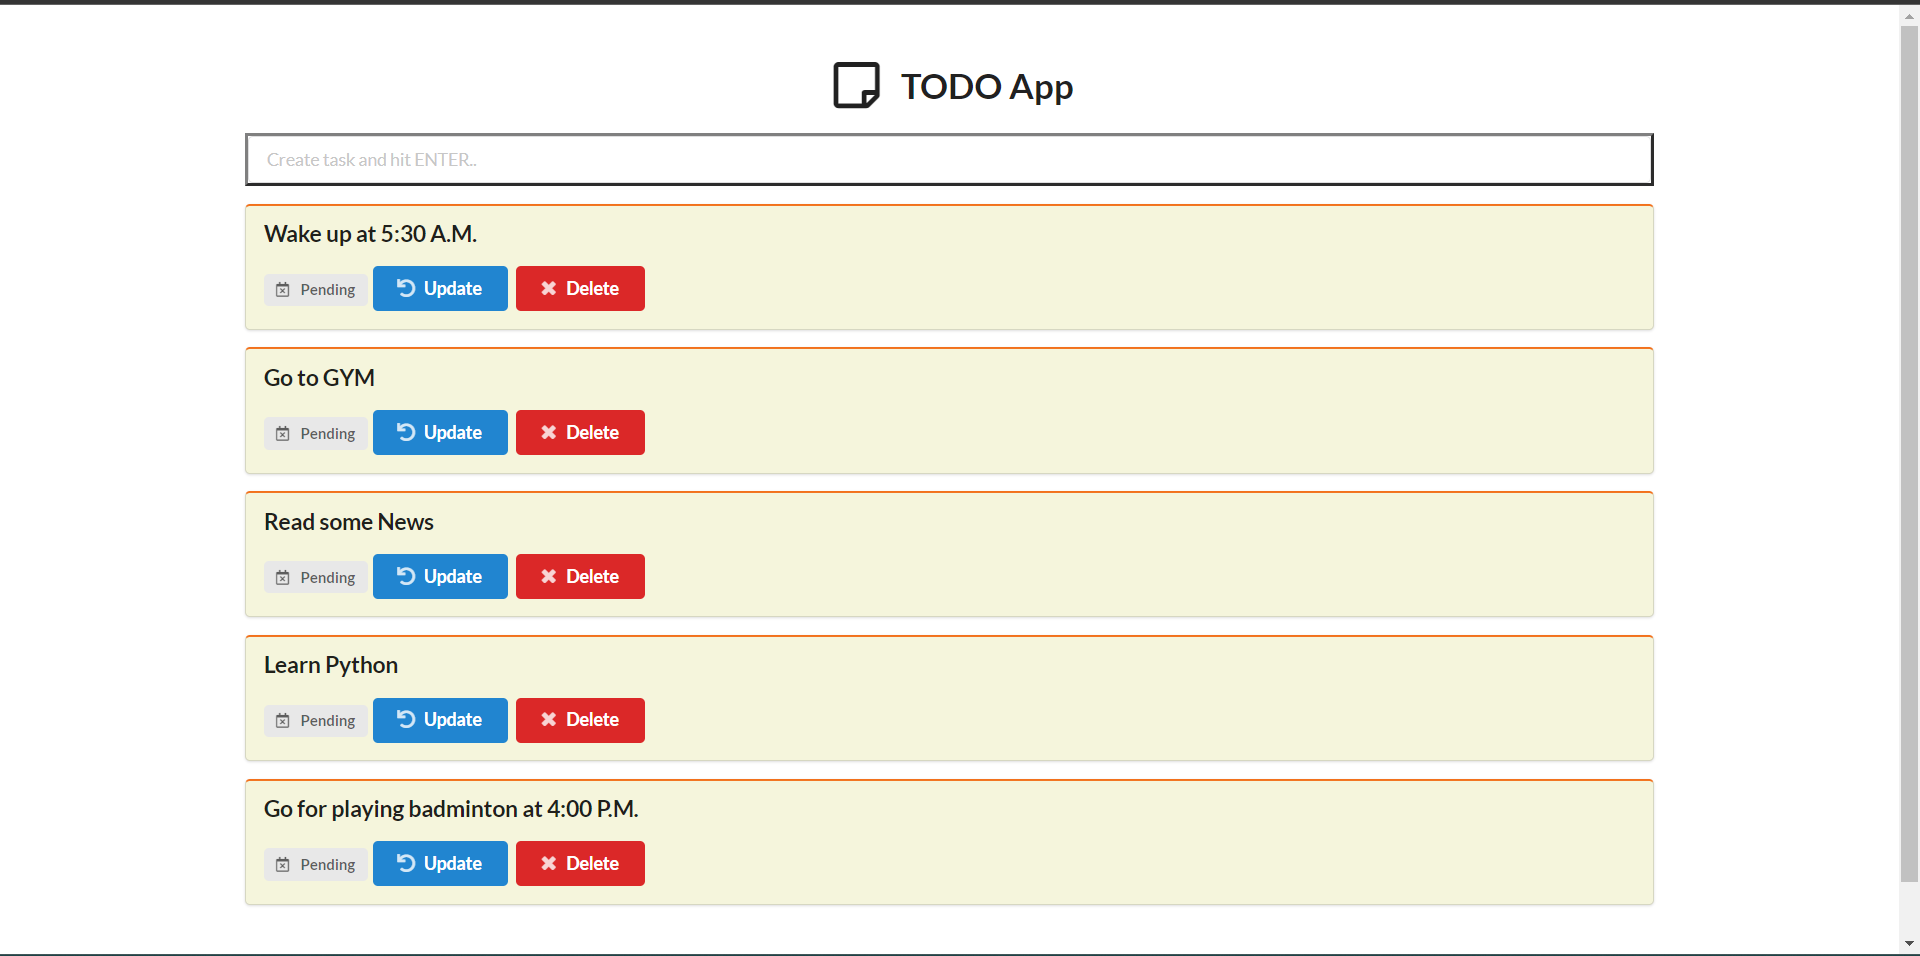 TODO App
Create task and hit ENTER..
Wake up at 5:30 A.M.
Pending Update Delete
Go to GYM
Pending Update Delete
Read some News
Pending Update Delete
Learn Python
Pending Update Delete
Go for playing badminton at 4:00 P.M.
Pending Update Delete